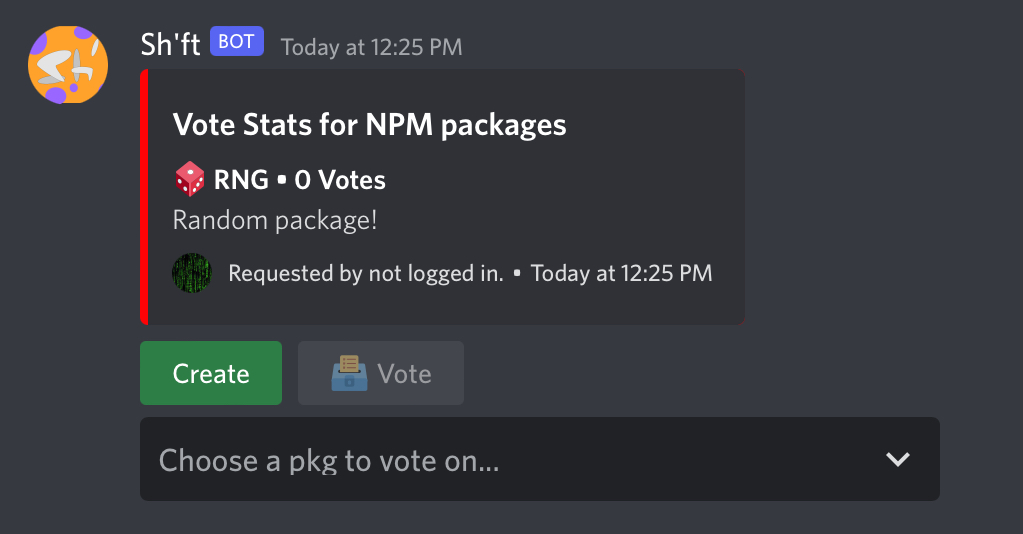 Sh'ft BOT Today at 12:25 PM
Vote Stats for NPM packages
RNG • 0 Votes
Random package!
Requested by not logged in. • Today at 12:25 PM
Create Vote
Choose a pkg to vote on...